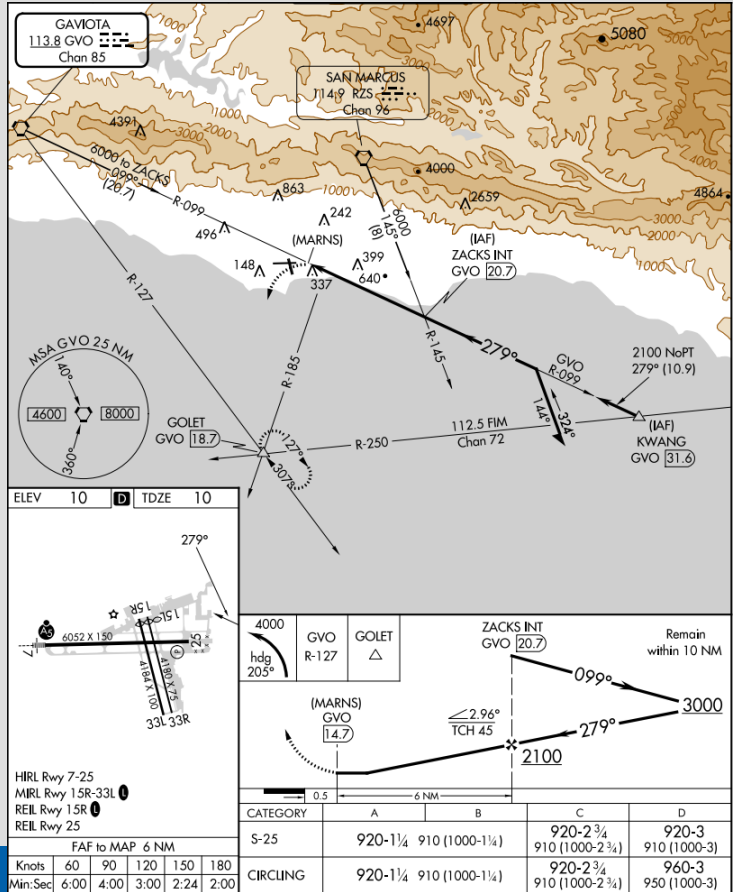 GAVIOTA
113.8 GVO
Chan 85
4697
5080
3000
SAN MARCUS
114.9 RZS
Chan 96
1000
2000
3000
4391
6000 to ZACKS
099°
(20.7)
R-099
4000
2659
4864
863
1000
242
496
6000
145°
(8)
(MARNS)
148
337
399
640
(IAF)
ZACKS INT
GVO 20.7
R-127
R-185
R-145
279°
GVO
R-099
2100 NoPT
279° (10.9)
MSA GVO 25 NM
140°
4600
8000
360°
GOLET
GVO 18.7
127°
307°
R-250
112.5 FIM
Chan 72
144°
324°
(IAF)
KWANG
GVO 31.6
ELEV 10 D TDZE 10
279°
A5
6052 X 150
7
25
15R
15L
P
4184 X 100
4180 X 75
33L 33R
HIRL Rwy 7-25
MIRL Rwy 15R-33L L
REIL Rwy 15R L
REIL Rwy 25
FAF to MAP 6 NM
Knots 60 90 120 150 180
Min:Sec 6:00 4:00 3:00 2:24 2:00
4000
hdg
205°
GVO
R-127
GOLET
ZACKS INT
GVO 20.7
Remain
within 10 NM
099°
3000
279°
(MARNS)
GVO
14.7
2.96°
TCH 45
2100
0.5
6 NM
CATEGORY A B C D
S-25 920-1¼ 910 (1000-1¼) 920-2¾ 910 (1000-2¾) 920-3 910 (1000-3)
CIRCLING 920-1¼ 910 (1000-1¼) 920-2¾ 910 (1000-2¾) 960-3 950 (1000-3)